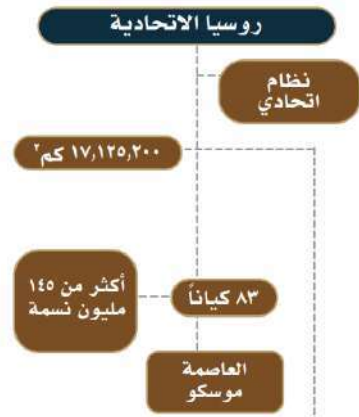 روسيا الاتحادية
نظام
اتحادي
١٧,١٢٥,٢٠٠ كم٢
أكثر من ١٤٥
مليون نسمة
٨٣ كياناً
العاصمة
موسكو